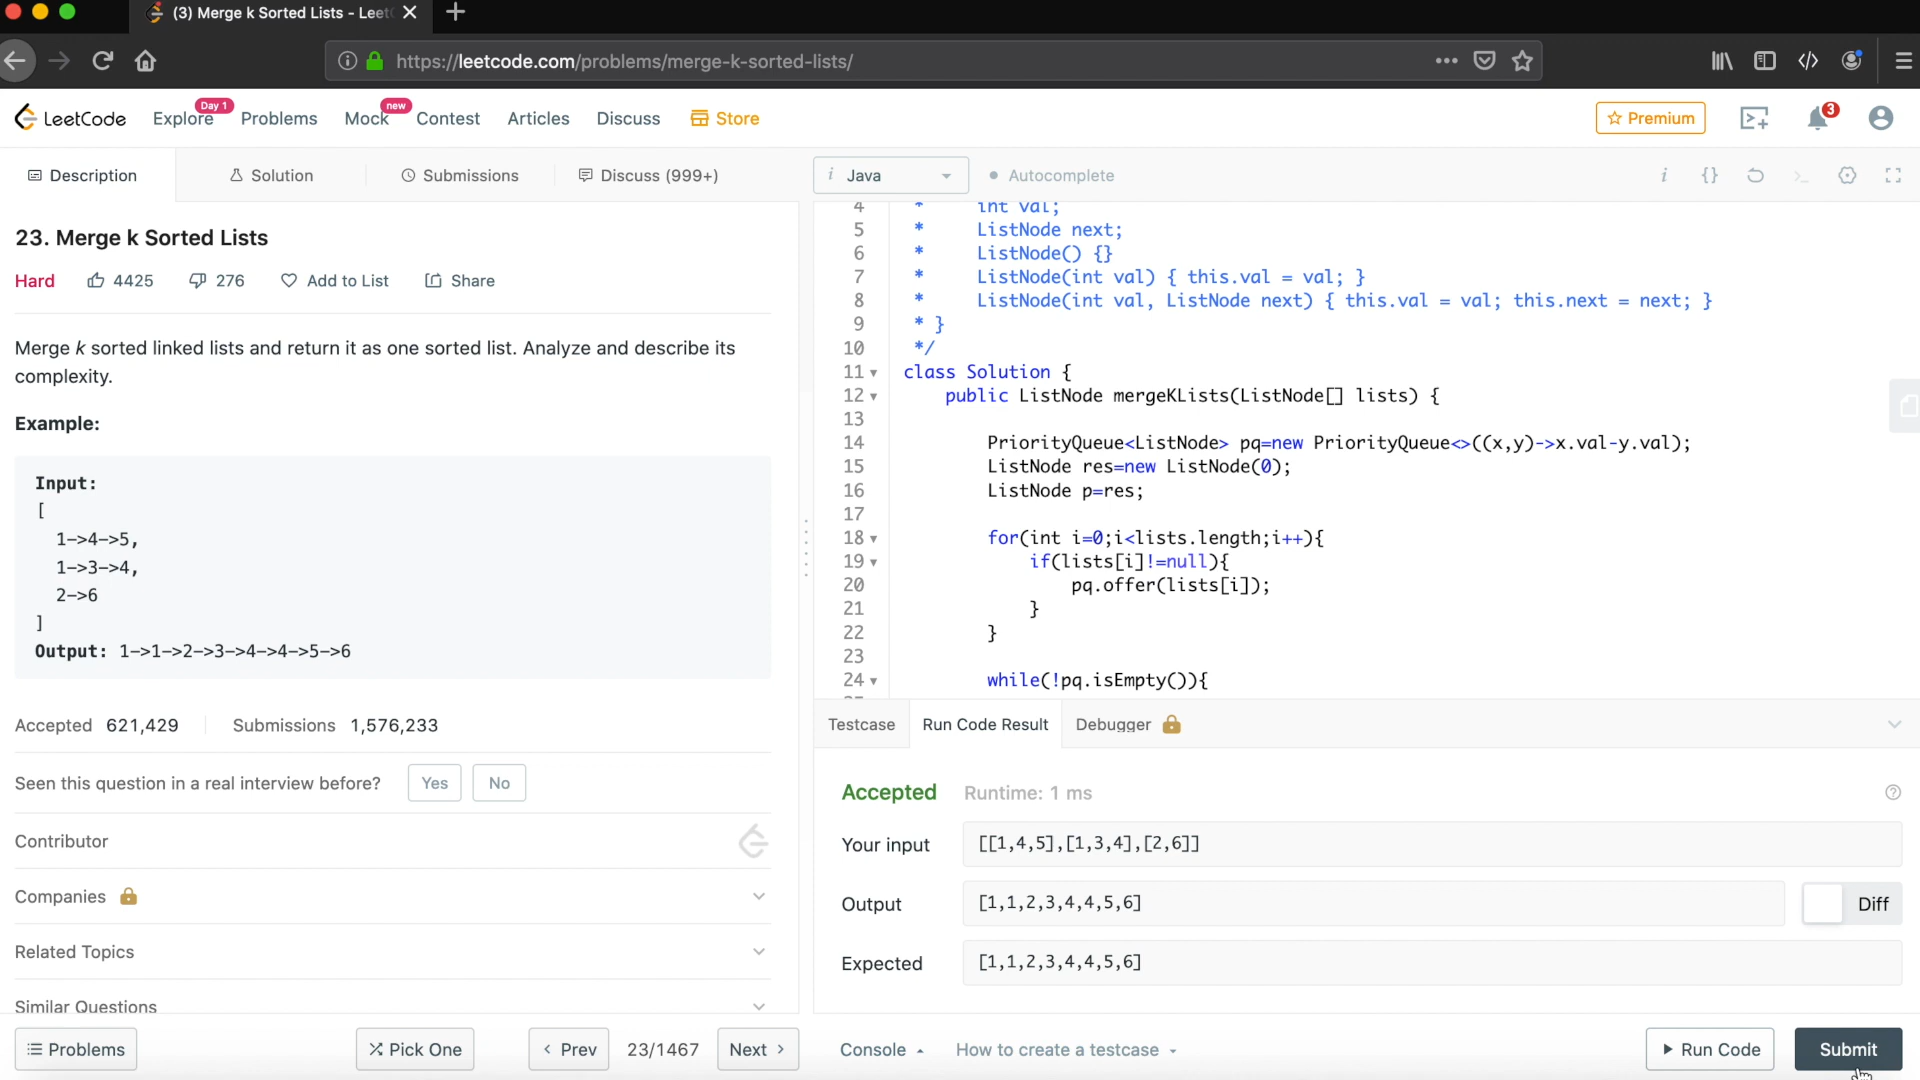 (3) Merge k Sorted Lists - Leet
https://leetcode.com/problems/merge-k-sorted-lists/
LeetCode
Explore
Day 1
Problems
Mock
new
Contest
Articles
Discuss
Store
Premium
3
Description
Solution
Submissions
Discuss (999+)
23. Merge k Sorted Lists
Hard
4425
276
Add to List
Share
Merge k sorted linked lists and return it as one sorted list. Analyze and describe its
complexity.
Example:
Input:
[
1->4->5,
1->3->4,
2->6
]
Output: 1->1->2->3->4->4->5->6
Accepted 621,429
Submissions 1,576,233
Seen this question in a real interview before?
Yes
No
Contributor
Companies
Related Topics
Similar Questions
Problems
Pick One
Prev
23/1467
Next
i Java
Autocomplete
i
{}
4 * int val;
5 * ListNode next;
6 * ListNode() {}
7 * ListNode(int val) { this.val = val; }
8 * ListNode(int val, ListNode next) { this.val = val; this.next = next; }
9 * }
10 */
11 class Solution {
12 public ListNode mergeKLists(ListNode[] lists) {
13
14 PriorityQueue<ListNode> pq=new PriorityQueue<>((x,y)->x.val-y.val);
15 ListNode res=new ListNode(0);
16 ListNode p=res;
17
18 for(int i=0;i<lists.length;i++){
19 if(lists[i]!=null){
20 pq.offer(lists[i]);
21 }
22 }
23
24 while(!pq.isEmpty()){
Testcase
Run Code Result
Debugger
Accepted
Runtime: 1 ms
Your input
[[1,4,5],[1,3,4],[2,6]]
Output
[1,1,2,3,4,4,5,6]
Diff
Expected
[1,1,2,3,4,4,5,6]
Console
How to create a testcase
Run Code
Submit